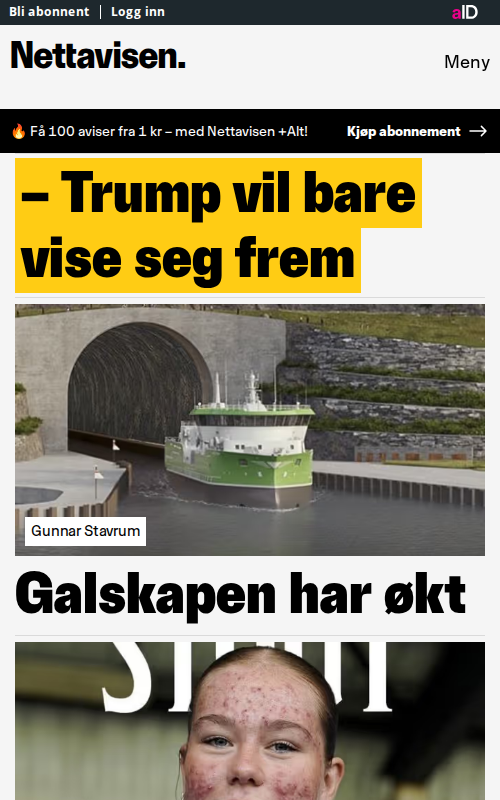 Bli abonnent | Logg inn
aID
Nettavisen.
Meny
🔥 Få 100 aviser fra 1 kr – med Nettavisen +Alt!
Kjøp abonnement →
– Trump vil bare
vise seg frem
Gunnar Stavrum
Galskapen har økt